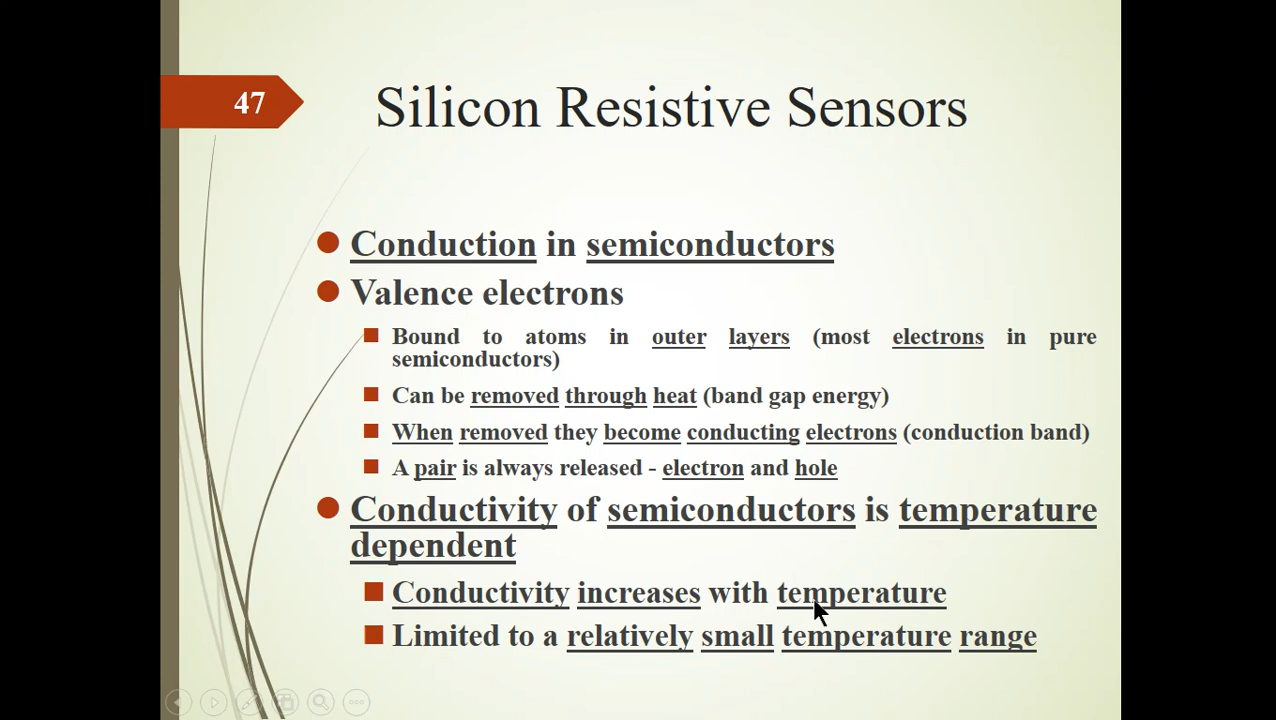 47
Silicon Resistive Sensors
Conduction in semiconductors
Valence electrons
Bound to atoms in outer layers (most electrons in pure
semiconductors)
Can be removed through heat (band gap energy)
When removed they become conducting electrons (conduction band)
A pair is always released - electron and hole
Conductivity of semiconductors is temperature
dependent
Conductivity increases with temperature
Limited to a relatively small temperature range